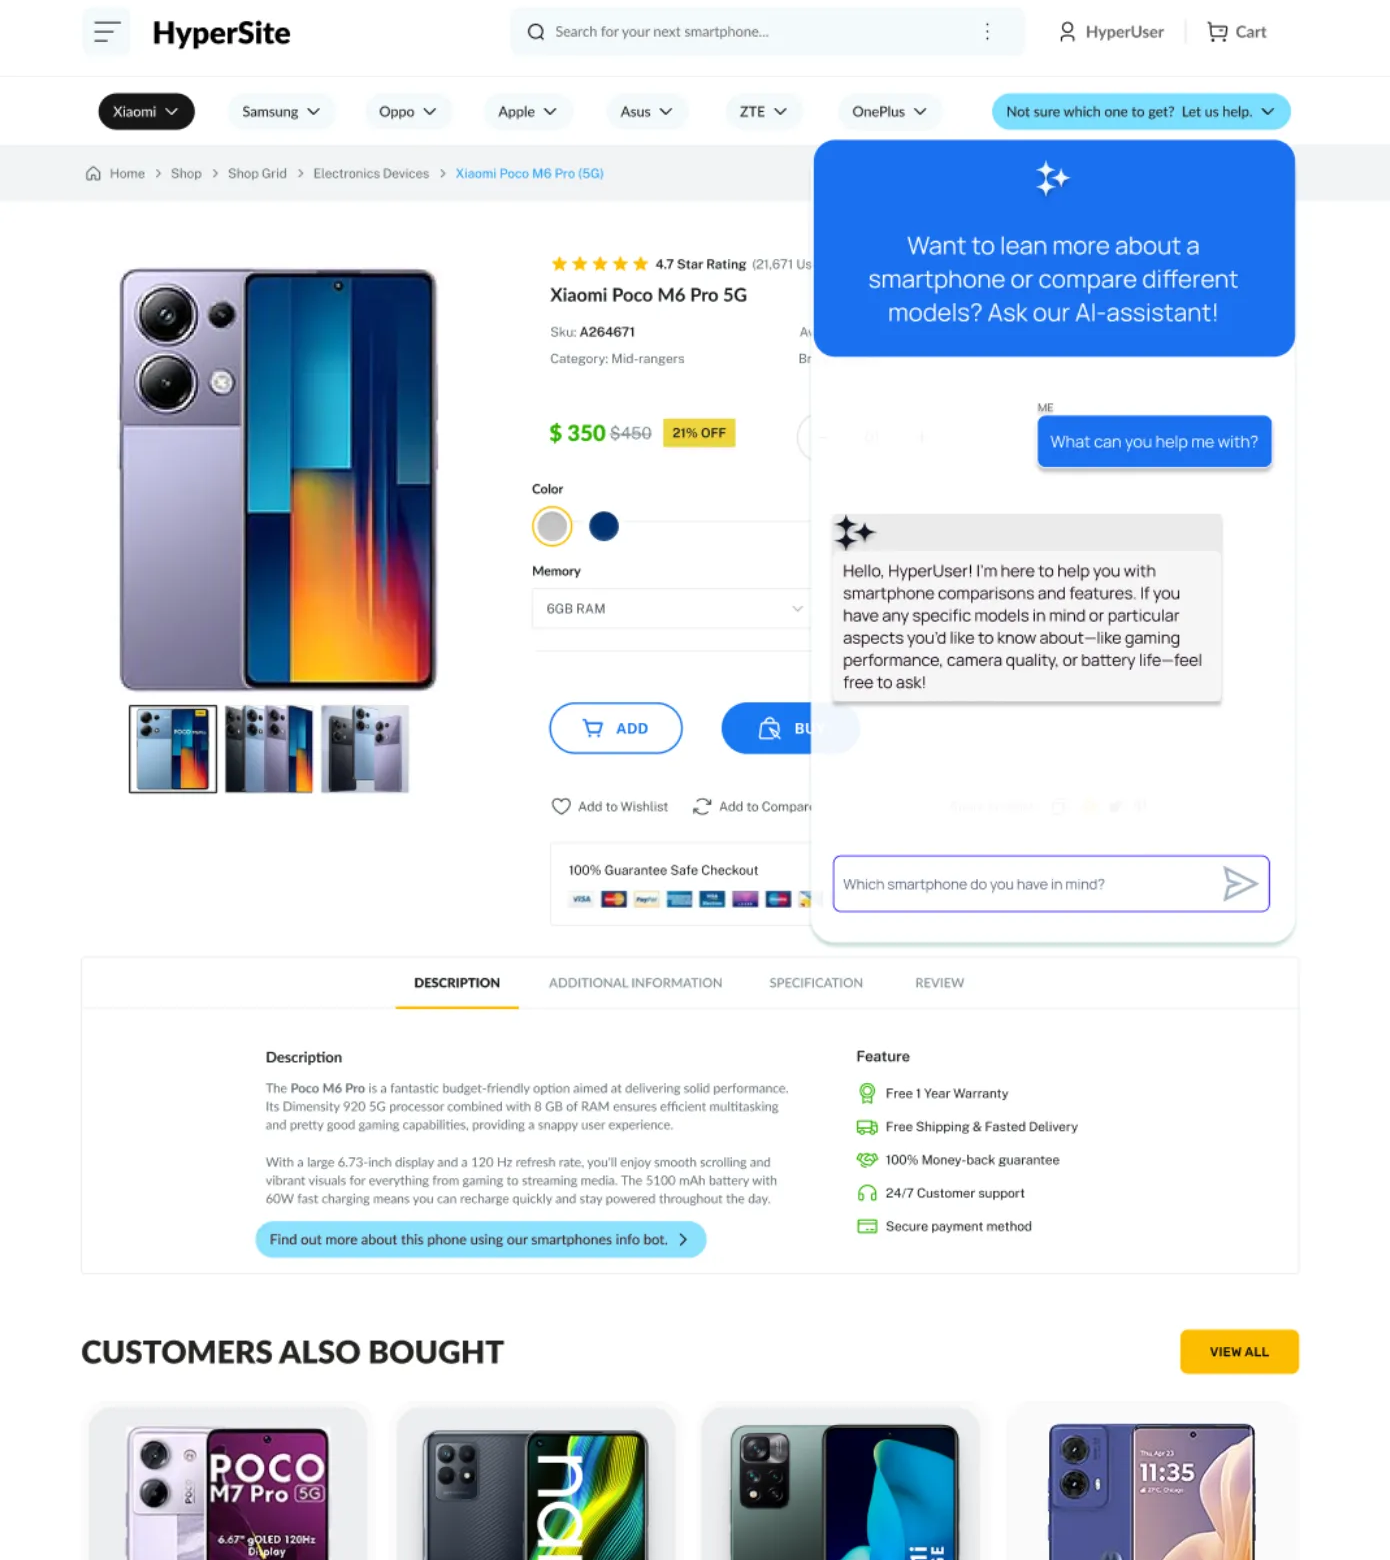 HyperSite
Search for your next smartphone...
HyperUser
Cart
Xiaomi
Samsung
Oppo
Apple
Asus
ZTE
OnePlus
Not sure which one to get? Let us help.
Home > Shop > Shop Grid > Electronics Devices > Xiaomi Poco M6 Pro (5G)
Want to lean more about a
smartphone or compare different
models? Ask our AI-assistant!
4.7 Star Rating (21,671 Us
Xiaomi Poco M6 Pro 5G
Sku: A264671
Category: Mid-rangers
Br
$ 350 $450 21% OFF
ME
What can you help me with?
Color
Memory
6GB RAM
Hello, HyperUser! I'm here to help you with
smartphone comparisons and features. If you
have any specific models in mind or particular
aspects you'd like to know about—like gaming
performance, camera quality, or battery life—feel
free to ask!
ADD
BUY
Add to Wishlist
Add to Compare
100% Guarantee Safe Checkout
VISA
PayPal
Which smartphone do you have in mind?
DESCRIPTION
ADDITIONAL INFORMATION
SPECIFICATION
REVIEW
Description
The Poco M6 Pro is a fantastic budget-friendly option aimed at delivering solid performance.
Its Dimensity 920 5G processor combined with 8 GB of RAM ensures efficient multitasking
and pretty good gaming capabilities, providing a snappy user experience.
With a large 6.73-inch display and a 120 Hz refresh rate, you'll enjoy smooth scrolling and
vibrant visuals for everything from gaming to streaming media. The 5100 mAh battery with
60W fast charging means you can recharge quickly and stay powered throughout the day.
Find out more about this phone using our smartphones info bot.
Feature
Free 1 Year Warranty
Free Shipping & Fasted Delivery
100% Money-back guarantee
24/7 Customer support
Secure payment method
CUSTOMERS ALSO BOUGHT
VIEW ALL
POCO
M7 Pro 5G
6.67" gOLED 120Hz
Display
Thu, Apr 23
11:35